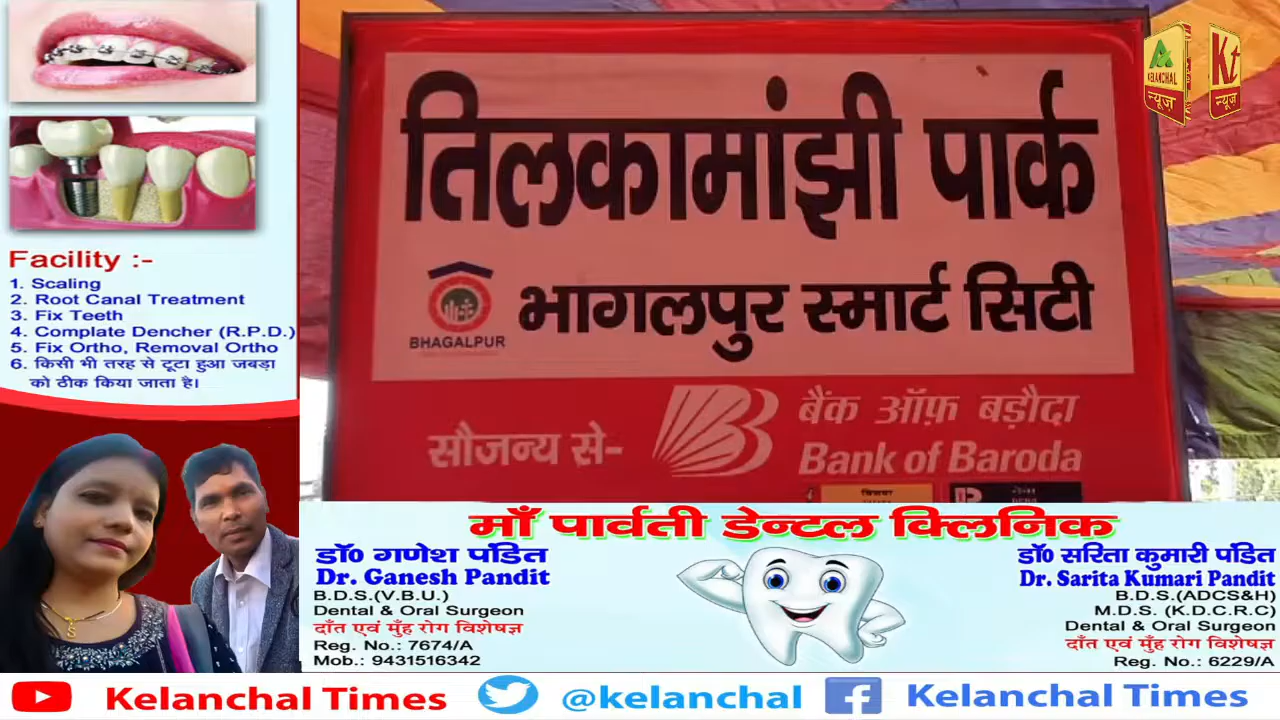 Facility :-
1. Scaling
2. Root Canal Treatment
3. Fix Teeth
4. Complate Dencher (R.P.D.)
5. Fix Ortho, Removal Ortho
6. किसी भी तरह से टूटा हुआ जबड़ा
को ठीक किया जाता है।
तिलकामांझी पार्क
BHAGALPUR
भागलपुर स्मार्ट सिटी
सौजन्य से-
बैंक ऑफ़ बड़ौदा
Bank of Baroda
विजया
देना
KELANCHAL
न्यूज़
Kt
न्यूज़
माँ पार्वती डेन्टल क्लिनिक
डॉ0 गणेश पंडित
Dr. Ganesh Pandit
B.D.S.(V.B.U.)
Dental & Oral Surgeon
दाँत एवं मुँह रोग विशेषज्ञ
Reg. No.: 7674/A
Mob.: 9431516342
डॉ0 सरिता कुमारी पंडित
Dr. Sarita Kumari Pandit
B.D.S.(ADCS&H)
M.D.S. (K.D.C.R.C)
Dental & Oral Surgeon
दाँत एवं मुँह रोग विशेषज्ञ
Reg. No.: 6229/A
Kelanchal Times
@kelanchal
Kelanchal Times